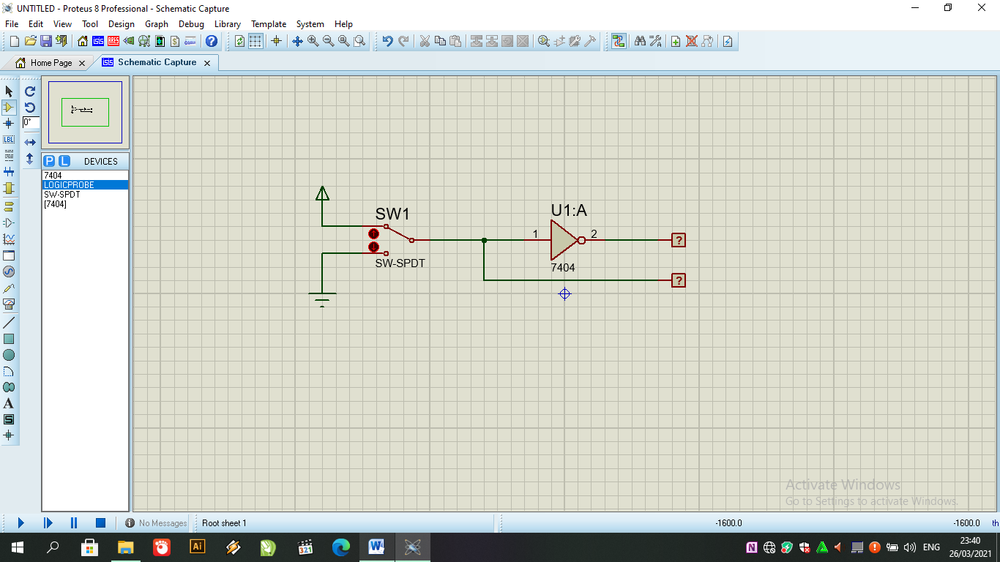 UNTITLED - Proteus 8 Professional - Schematic Capture
File Edit View Tool Design Graph Debug Library Template System Help
Home Page
Schematic Capture
0°
LBL
P L DEVICES
7404
LOGICPROBE
SW-SPDT
[7404]
A
S
SW1
SW-SPDT
U1:A
1
2
7404
?
?
Activate Windows
Go to Settings to activate Windows.
No Messages
Root sheet 1
-1600.0
-1600.0
th
Ai
321
W
N
ENG
23:40
26/03/2021